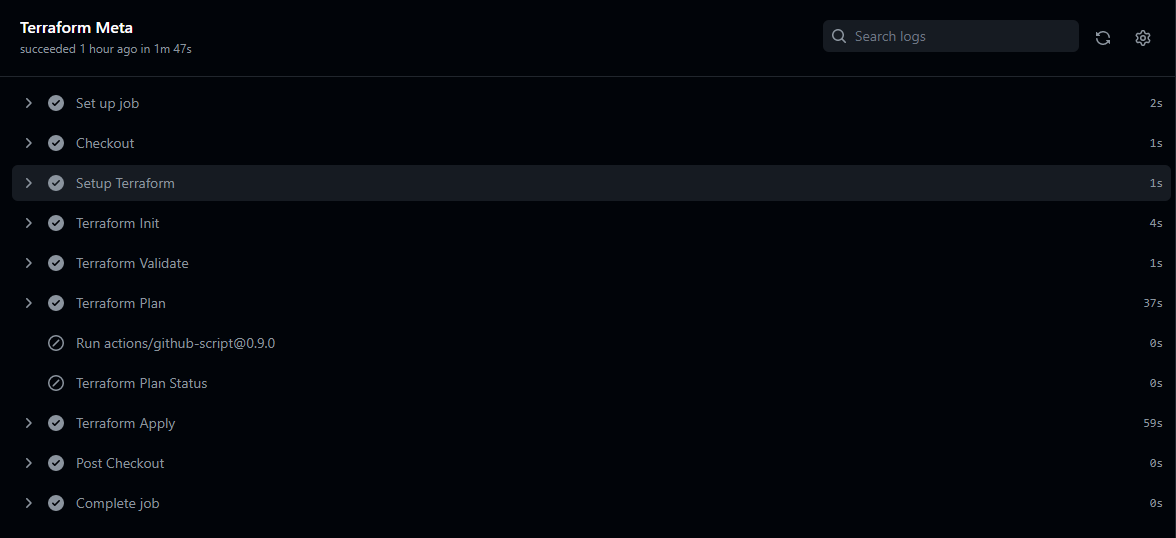 Terraform Meta
succeeded 1 hour ago in 1m 47s
Search logs
Set up job 2s
Checkout 1s
Setup Terraform 1s
Terraform Init 4s
Terraform Validate 1s
Terraform Plan 37s
Run actions/github-script@0.9.0 0s
Terraform Plan Status 0s
Terraform Apply 59s
Post Checkout 0s
Complete job 0s